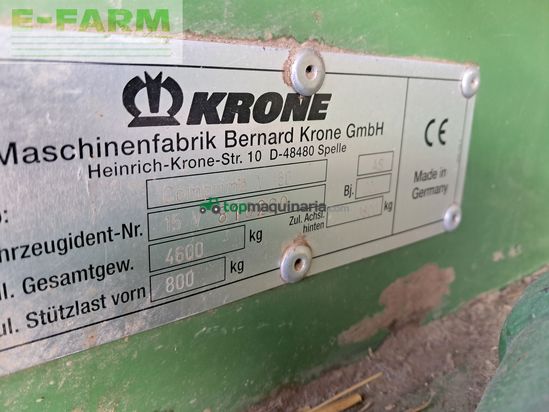 E-FARM
KRONE
Maschinenfabrik Bernard Krone GmbH
Heinrich-Krone-Str. 10 D-48480 Spelle
CE
Made in
Germany
Bj.
topmaquinaria.com
hrzeugident-Nr.
Zul. Achsl.
hinten
kg
l. Gesamtgew. 4600 kg
ul. Stützlast vorn 800 kg